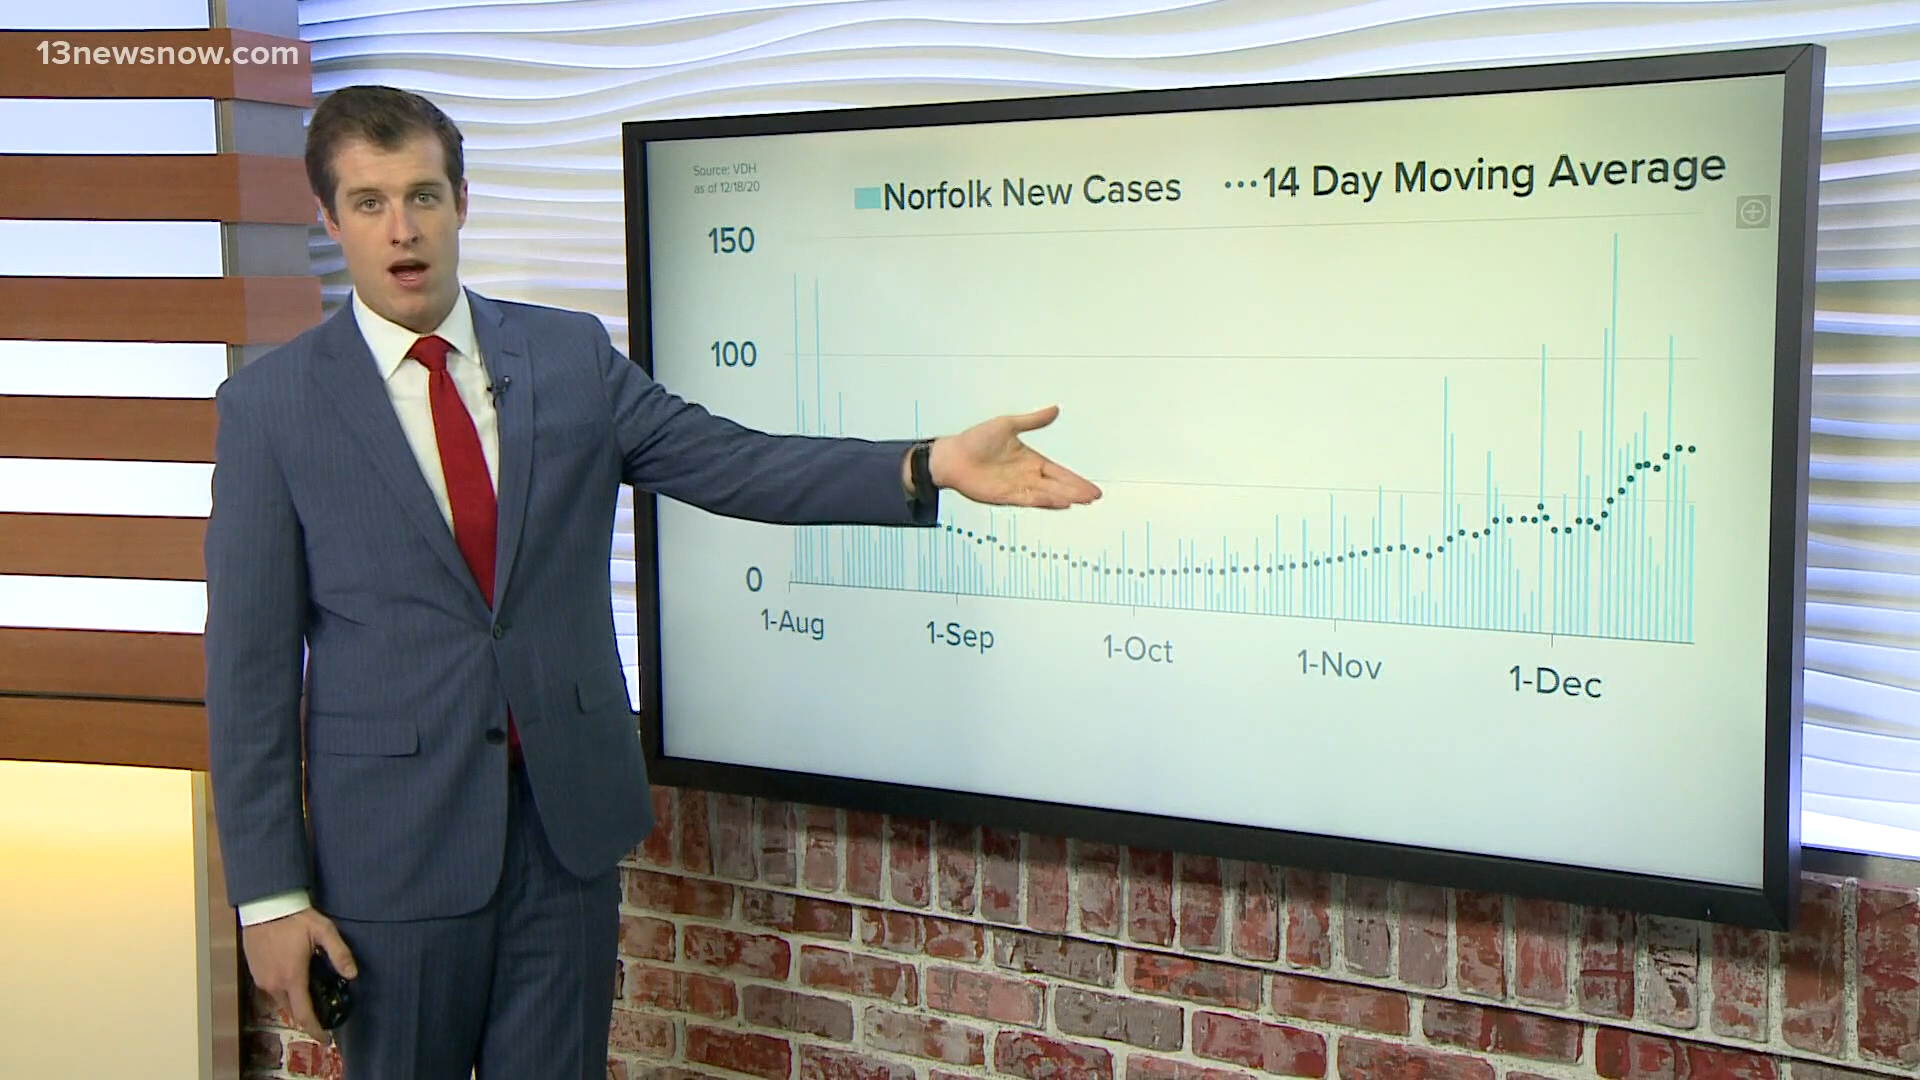 13newsnow.com
Source: VDH
as of 12/18/20
Norfolk New Cases
14 Day Moving Average
150
100
0
1-Aug
1-Sep
1-Oct
1-Nov
1-Dec